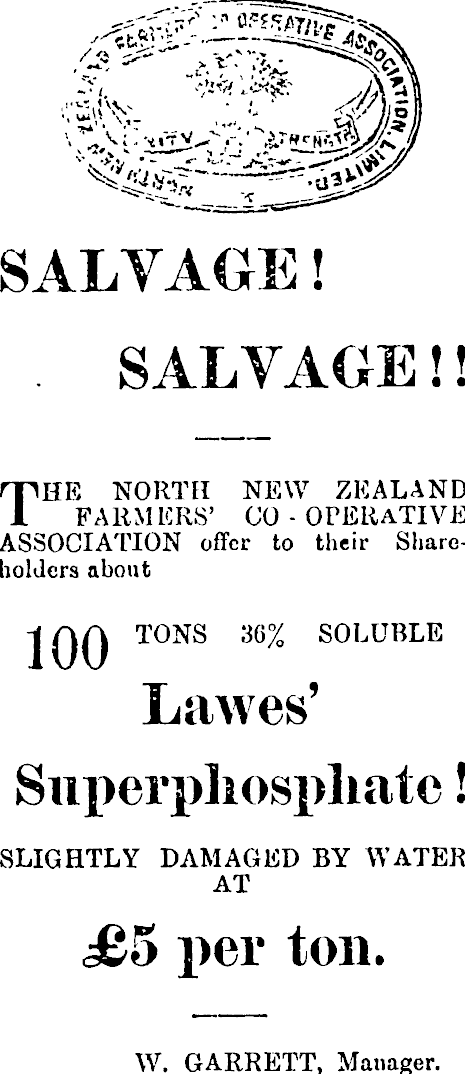 NORTH NEW ZEALAND FARMERS' CO OPERATIVE ASSOCIATION, LIMITED.
STRENGTH
SALVAGE!
SALVAGE!!
THE NORTH NEW ZEALAND
FARMERS' CO-OPERATIVE
ASSOCIATION offer to their Share-
holders about
100 TONS 36% SOLUBLE
Lawes'
Superphosphate!
SLIGHTLY DAMAGED BY WATER
AT
£5 per ton.
W. GARRETT, Manager.